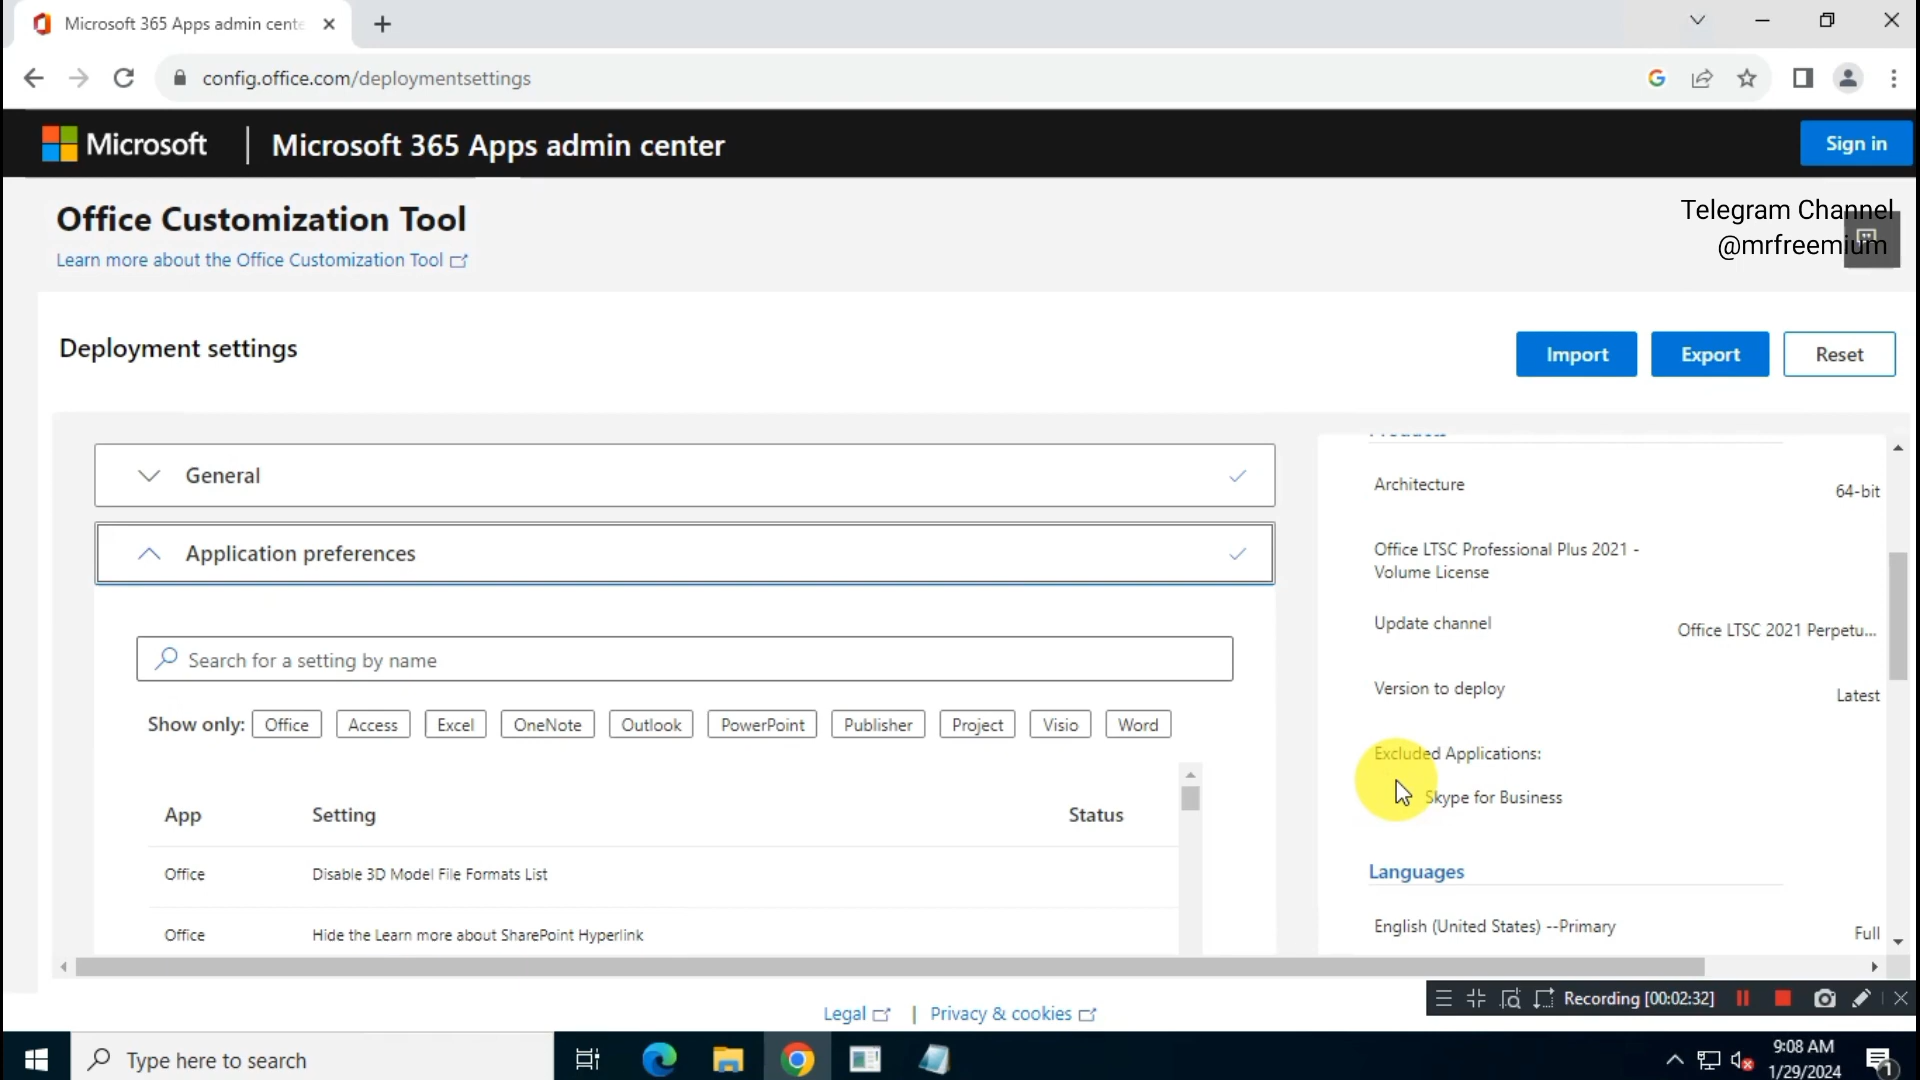 Microsoft 365 Apps admin cente
config.office.com/deploymentsettings
Microsoft
Microsoft 365 Apps admin center
Sign in
Office Customization Tool
Learn more about the Office Customization Tool
Telegram Channel
@mrfreemium
Deployment settings
Import
Export
Reset
General
Application preferences
Search for a setting by name
Show only:
Office
Access
Excel
OneNote
Outlook
PowerPoint
Publisher
Project
Visio
Word
App
Setting
Status
Office
Disable 3D Model File Formats List
Office
Hide the Learn more about SharePoint Hyperlink
Products
Architecture
64-bit
Office LTSC Professional Plus 2021 -
Volume License
Update channel
Office LTSC 2021 Perpetu...
Version to deploy
Latest
Excluded Applications:
Skype for Business
Languages
English (United States) --Primary
Full
Legal
|
Privacy & cookies
Recording [00:02:32]
Type here to search
9:08 AM
1/29/2024
1